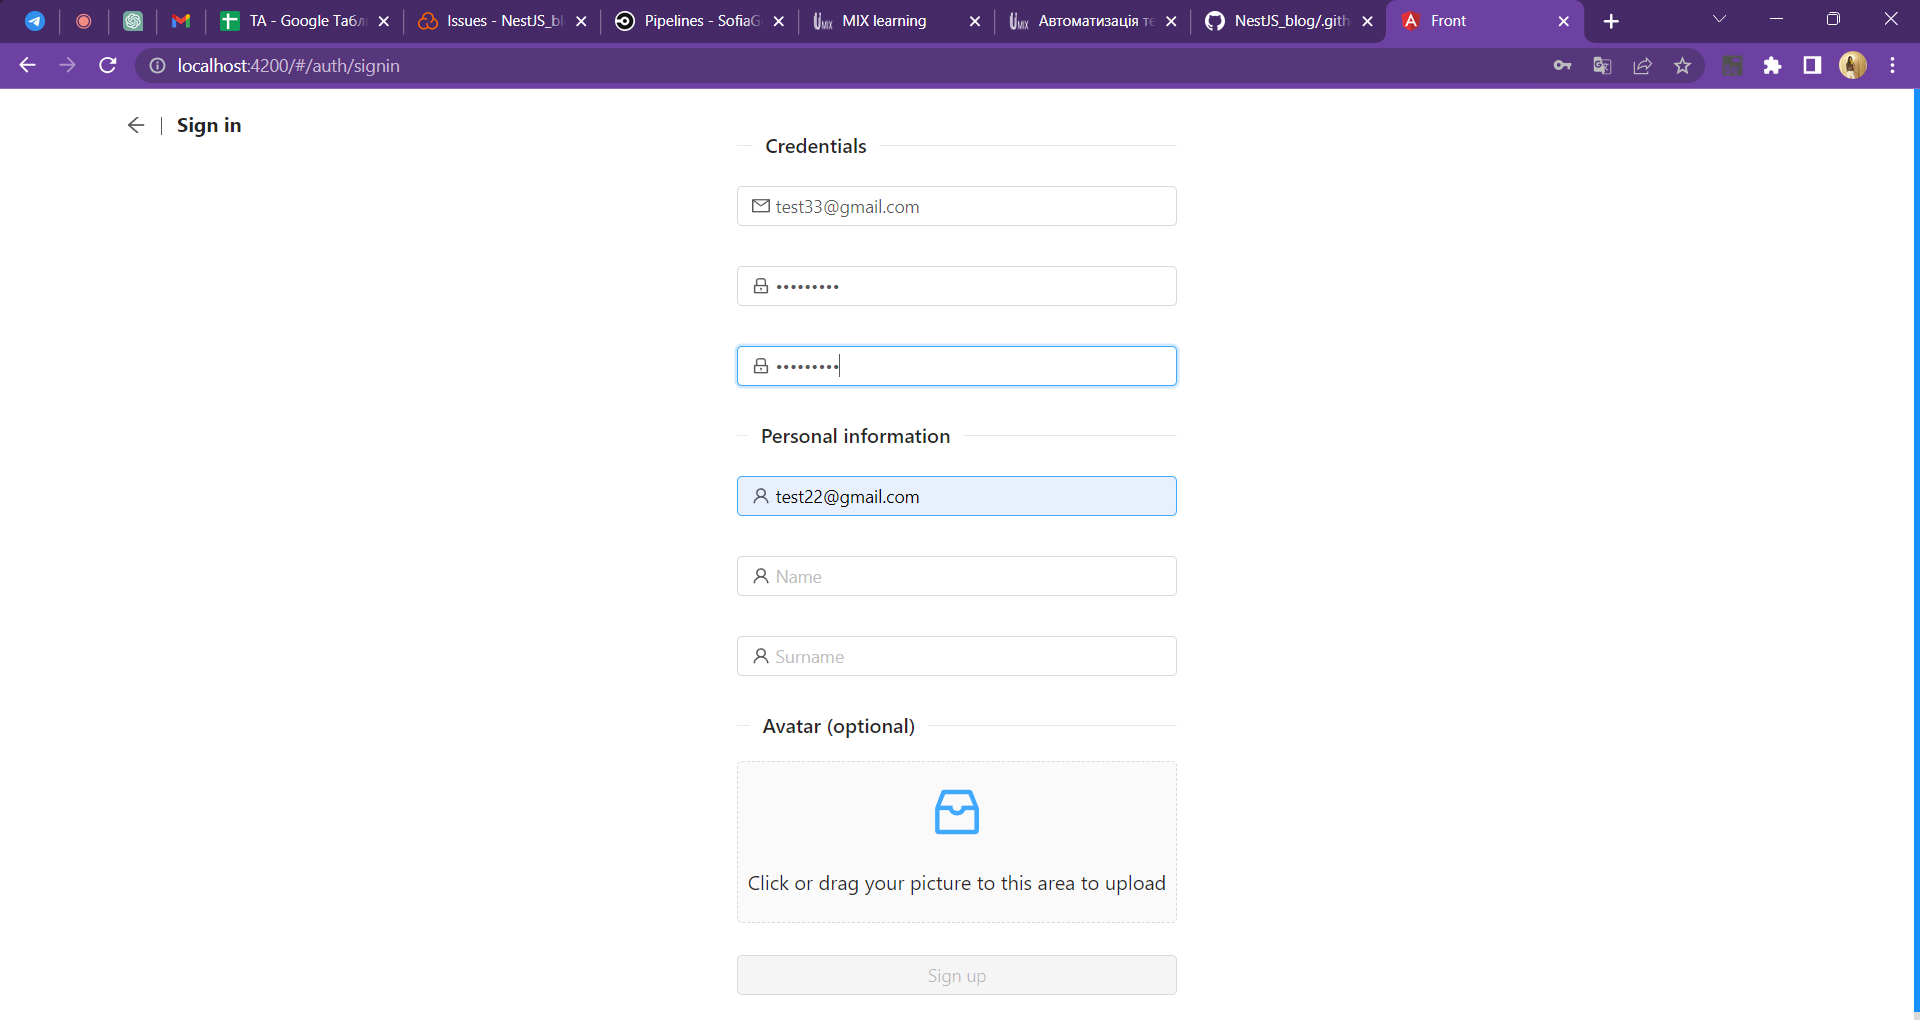 TA - Google Табл
Issues - NestJS_bl
Pipelines - SofiaG
MIX learning
Автоматизація те
NestJS_blog/.gith
Front
localhost:4200/#/auth/signin
Sign in
Credentials
test33@gmail.com
•••••••••
•••••••••
Personal information
test22@gmail.com
Name
Surname
Avatar (optional)
Click or drag your picture to this area to upload
Sign up